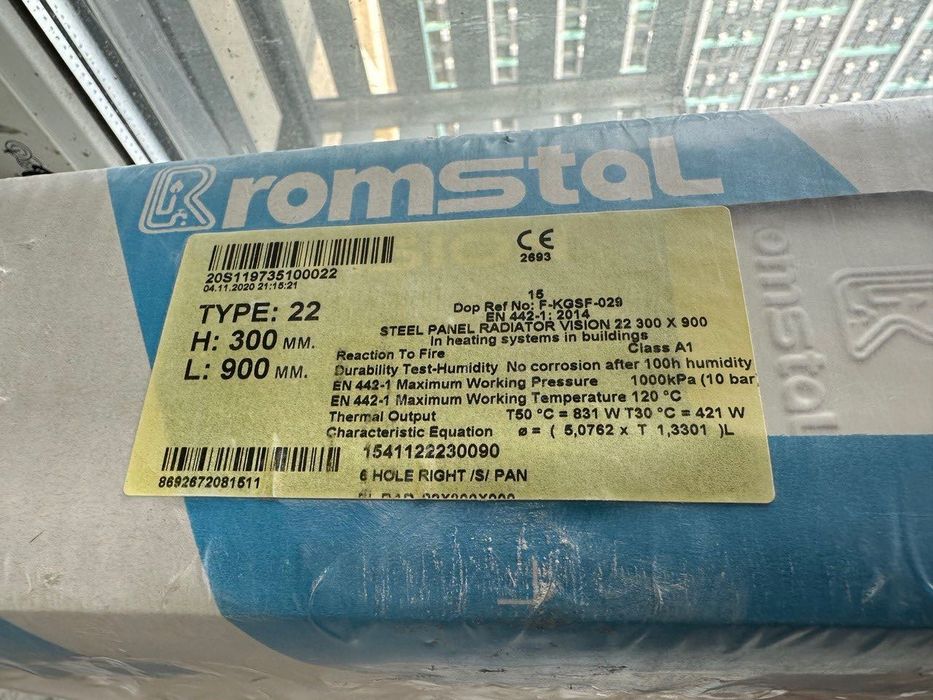 romstal
CE
2693
20S119735100022
04.11.2020 21:15:21
15
TYPE: 22
Dop Ref No: F-KGSF-029
EN 442-1: 2014
H: 300 MM.
STEEL PANEL RADIATOR VISION 22 300 X 900
In heating systems in buildings
L: 900 MM.
Reaction To Fire Class A1
Durability Test-Humidity No corrosion after 100h humidity
EN 442-1 Maximum Working Pressure 1000kPa (10 bar
EN 442-1 Maximum Working Temperature 120 °C
Thermal Output T50 °C = 831 W T30 °C = 421 W
Characteristic Equation ø = ( 5,0762 x T 1,3301 )L
1541122230090
8692672081511
6 HOLE RIGHT /S/ PAN
omstal